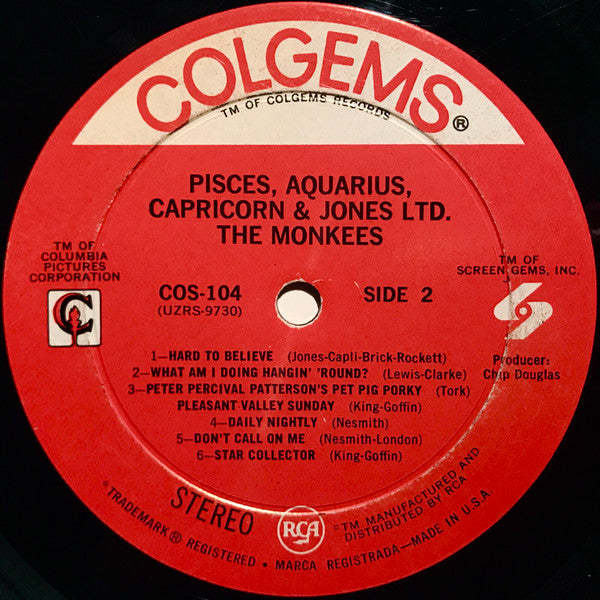 COLGEMS®
TM OF COLGEMS RECORDS
PISCES, AQUARIUS,
CAPRICORN & JONES LTD.
THE MONKEES
TM OF
COLUMBIA
PICTURES
CORPORATION
TM OF
SCREEN GEMS, INC.
COS-104
(UZRS-9730)
SIDE 2
Producer:
Chip Douglas
1—HARD TO BELIEVE (Jones-Capli-Brick-Rockett)
2—WHAT AM I DOING HANGIN' 'ROUND? (Lewis-Clarke)
3—PETER PERCIVAL PATTERSON'S PET PIG PORKY (Tork)
PLEASANT VALLEY SUNDAY (King-Goffin)
4—DAILY NIGHTLY (Nesmith)
5—DON'T CALL ON ME (Nesmith-London)
6—STAR COLLECTOR (King-Goffin)
STEREO
RCA
©TM MANUFACTURED AND
DISTRIBUTED BY RCA
©TRADEMARK® REGISTERED • MARCA REGISTRADA—MADE IN U.S.A.